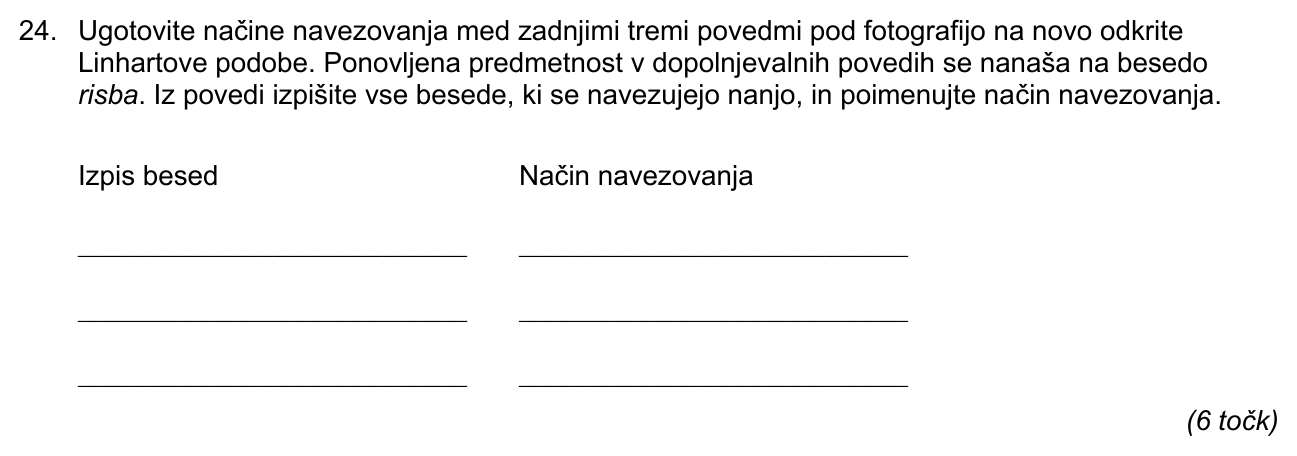 24. Ugotovite načine navezovanja med zadnjimi tremi povedmi pod fotografijo na novo odkrite
Linhartove podobe. Ponovljena predmetnost v dopolnjevalnih povedih se nanaša na besedo
risba. Iz povedi izpišite vse besede, ki se navezujejo nanjo, in poimenujte način navezovanja.
Izpis besed Način navezovanja
(6 točk)